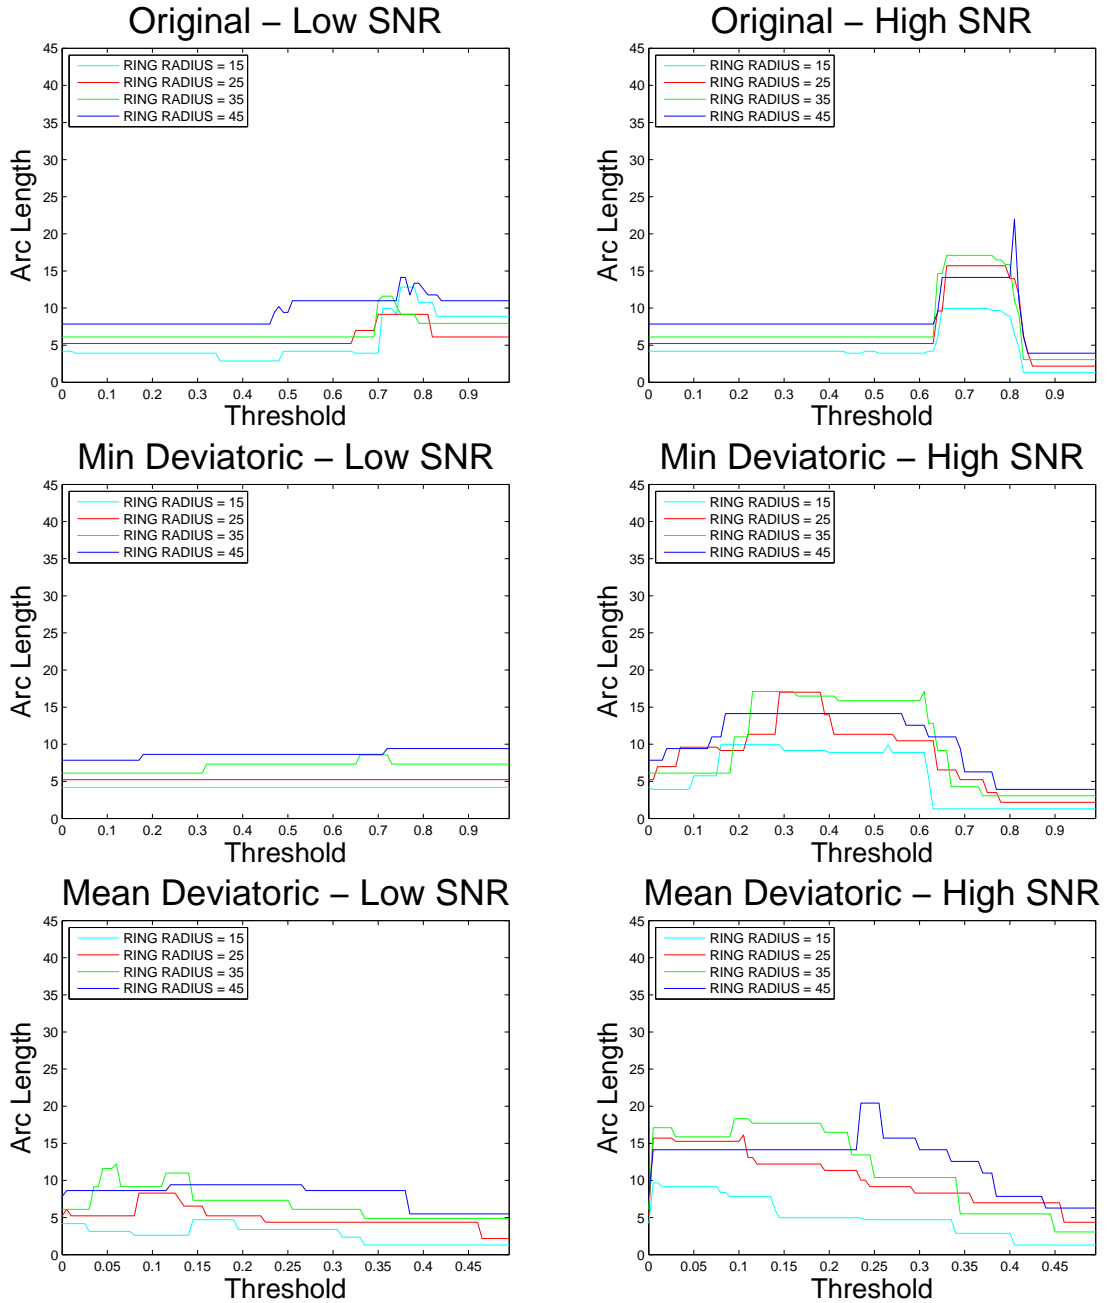 Original – Low SNR
45
40
35
30
25
20
15
10
5
0
Arc Length
RING RADIUS = 15
RING RADIUS = 25
RING RADIUS = 35
RING RADIUS = 45
0 0.1 0.2 0.3 0.4 0.5 0.6 0.7 0.8 0.9
Threshold
Original – High SNR
45
40
35
30
25
20
15
10
5
0
Arc Length
RING RADIUS = 15
RING RADIUS = 25
RING RADIUS = 35
RING RADIUS = 45
0 0.1 0.2 0.3 0.4 0.5 0.6 0.7 0.8 0.9
Threshold
Min Deviatoric – Low SNR
45
40
35
30
25
20
15
10
5
0
Arc Length
RING RADIUS = 15
RING RADIUS = 25
RING RADIUS = 35
RING RADIUS = 45
0 0.1 0.2 0.3 0.4 0.5 0.6 0.7 0.8 0.9
Threshold
Min Deviatoric – High SNR
45
40
35
30
25
20
15
10
5
0
Arc Length
RING RADIUS = 15
RING RADIUS = 25
RING RADIUS = 35
RING RADIUS = 45
0 0.1 0.2 0.3 0.4 0.5 0.6 0.7 0.8 0.9
Threshold
Mean Deviatoric – Low SNR
45
40
35
30
25
20
15
10
5
0
Arc Length
RING RADIUS = 15
RING RADIUS = 25
RING RADIUS = 35
RING RADIUS = 45
0 0.05 0.1 0.15 0.2 0.25 0.3 0.35 0.4 0.45
Threshold
Mean Deviatoric – High SNR
45
40
35
30
25
20
15
10
5
0
Arc Length
RING RADIUS = 15
RING RADIUS = 25
RING RADIUS = 35
RING RADIUS = 45
0 0.05 0.1 0.15 0.2 0.25 0.3 0.35 0.4 0.45
Threshold